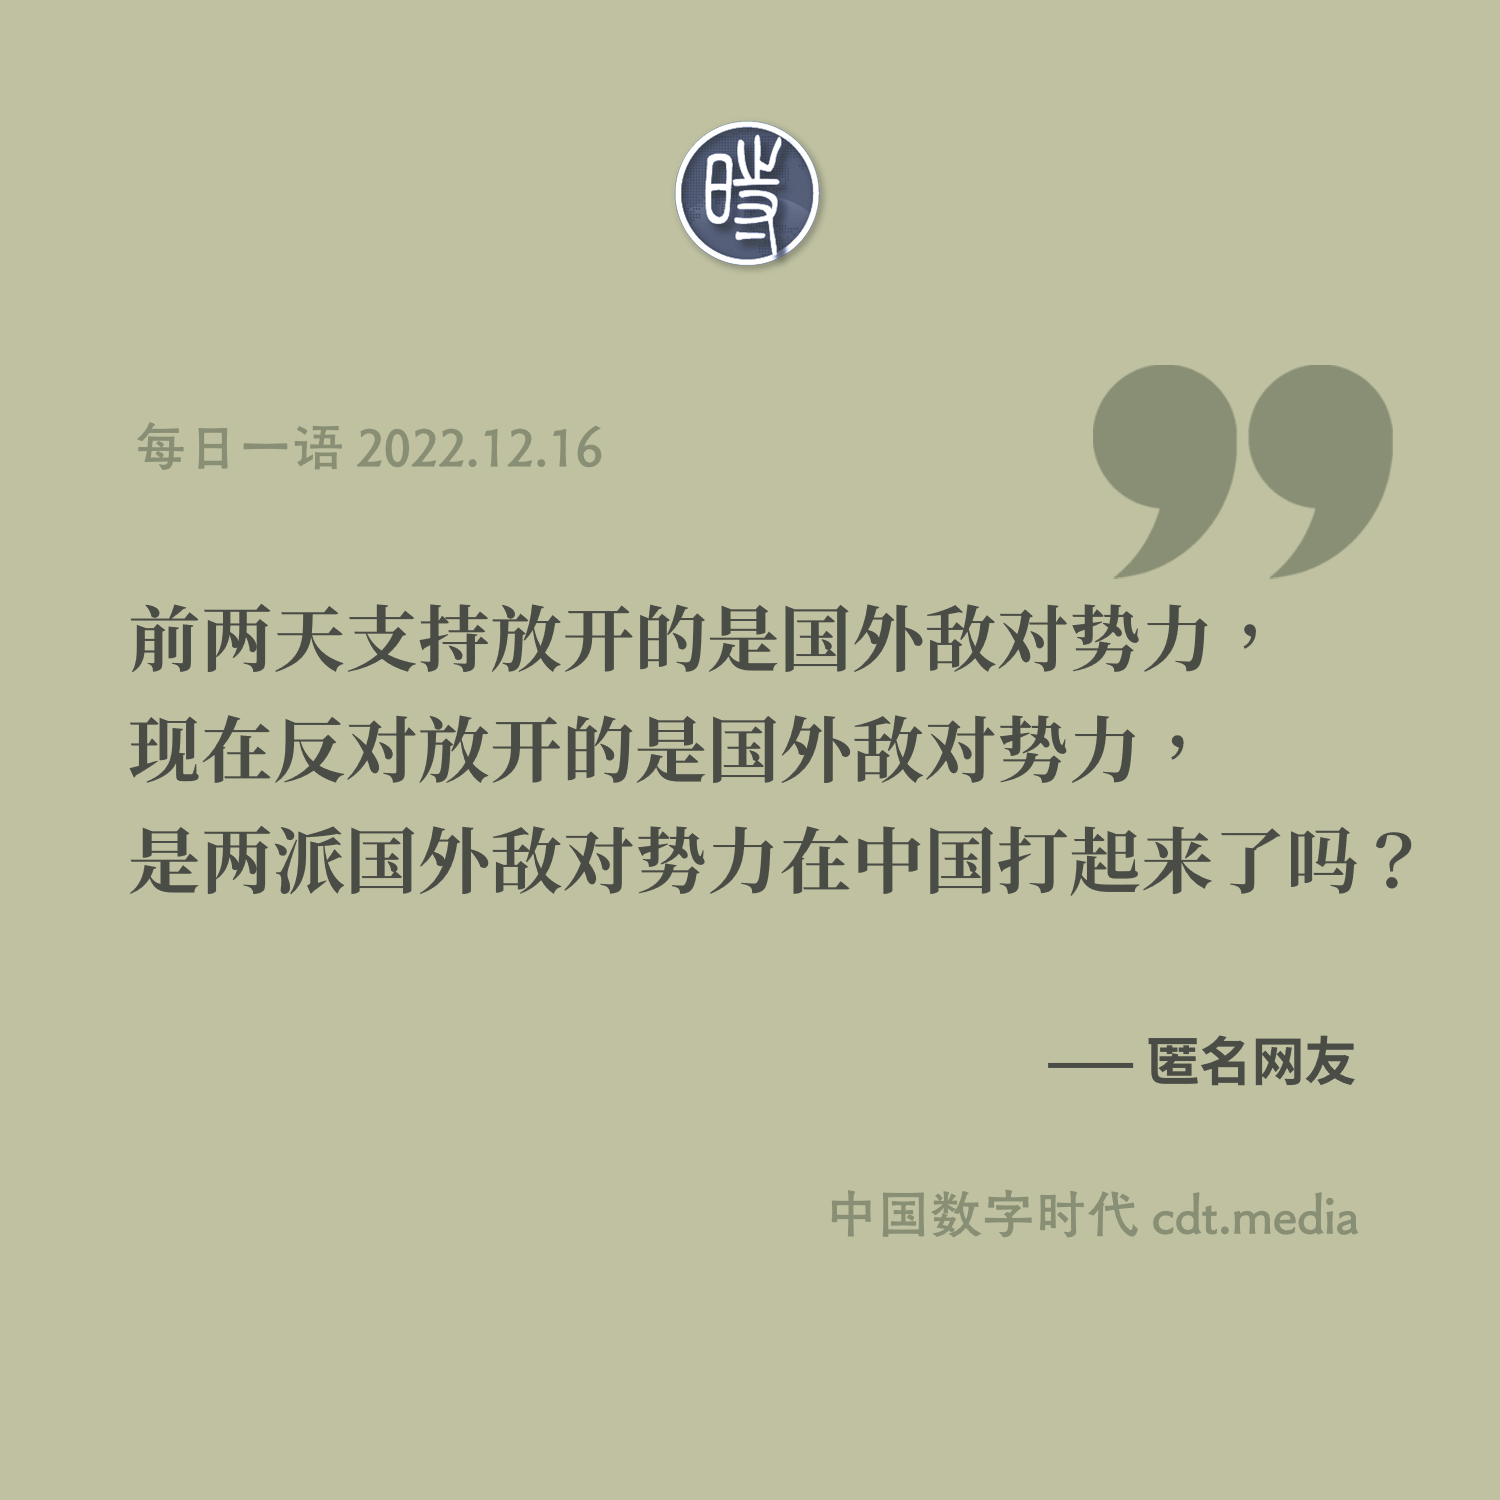 時
每日一语 2022.12.16
前两天支持放开的是国外敌对势力，
现在反对放开的是国外敌对势力，
是两派国外敌对势力在中国打起来了吗？
—— 匿名网友
中国数字时代 cdt.media